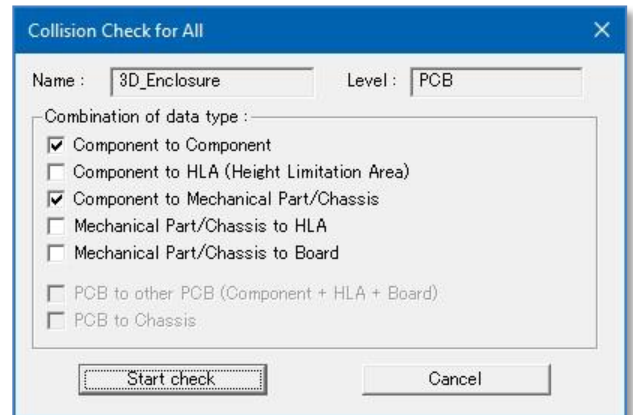 Collision Check for All
Name : 3D_Enclosure Level : PCB
Combination of data type :
Component to Component
Component to HLA (Height Limitation Area)
Component to Mechanical Part/Chassis
Mechanical Part/Chassis to HLA
Mechanical Part/Chassis to Board
PCB to other PCB (Component + HLA + Board)
PCB to Chassis
Start check Cancel